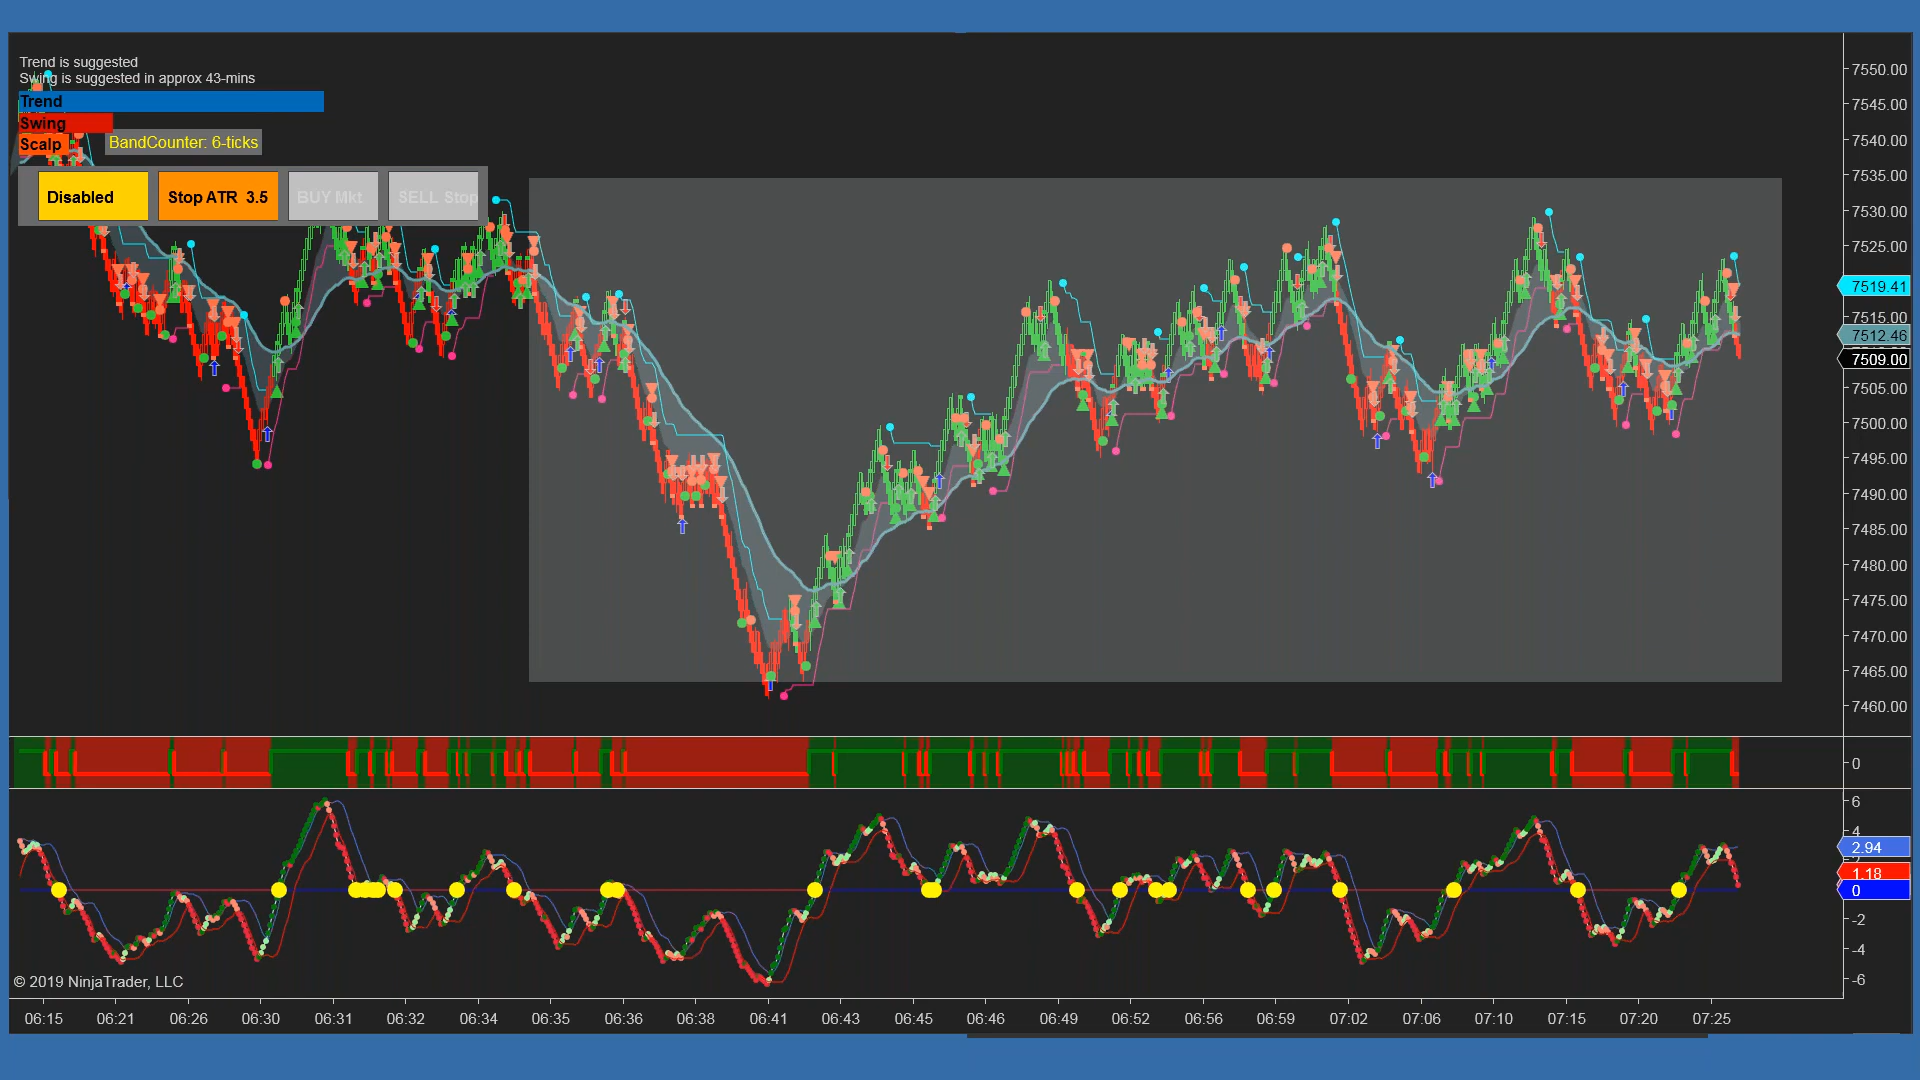 Trend is suggested
Swing is suggested in approx 43-mins
Trend
Swing
Scalp
BandCounter: 6-ticks
Disabled
Stop ATR 3.5
BUY Mkt
SELL Stop
7550.00
7545.00
7540.00
7535.00
7530.00
7525.00
7519.41
7515.00
7512.46
7509.00
7505.00
7500.00
7495.00
7490.00
7485.00
7480.00
7475.00
7470.00
7465.00
7460.00
0
6
4
2.94
1.18
0
-2
-4
-6
© 2019 NinjaTrader, LLC
06:15 06:21 06:26 06:30 06:31 06:32 06:34 06:35 06:36 06:38 06:41 06:43 06:45 06:46 06:49 06:52 06:56 06:59 07:02 07:06 07:10 07:15 07:20 07:25